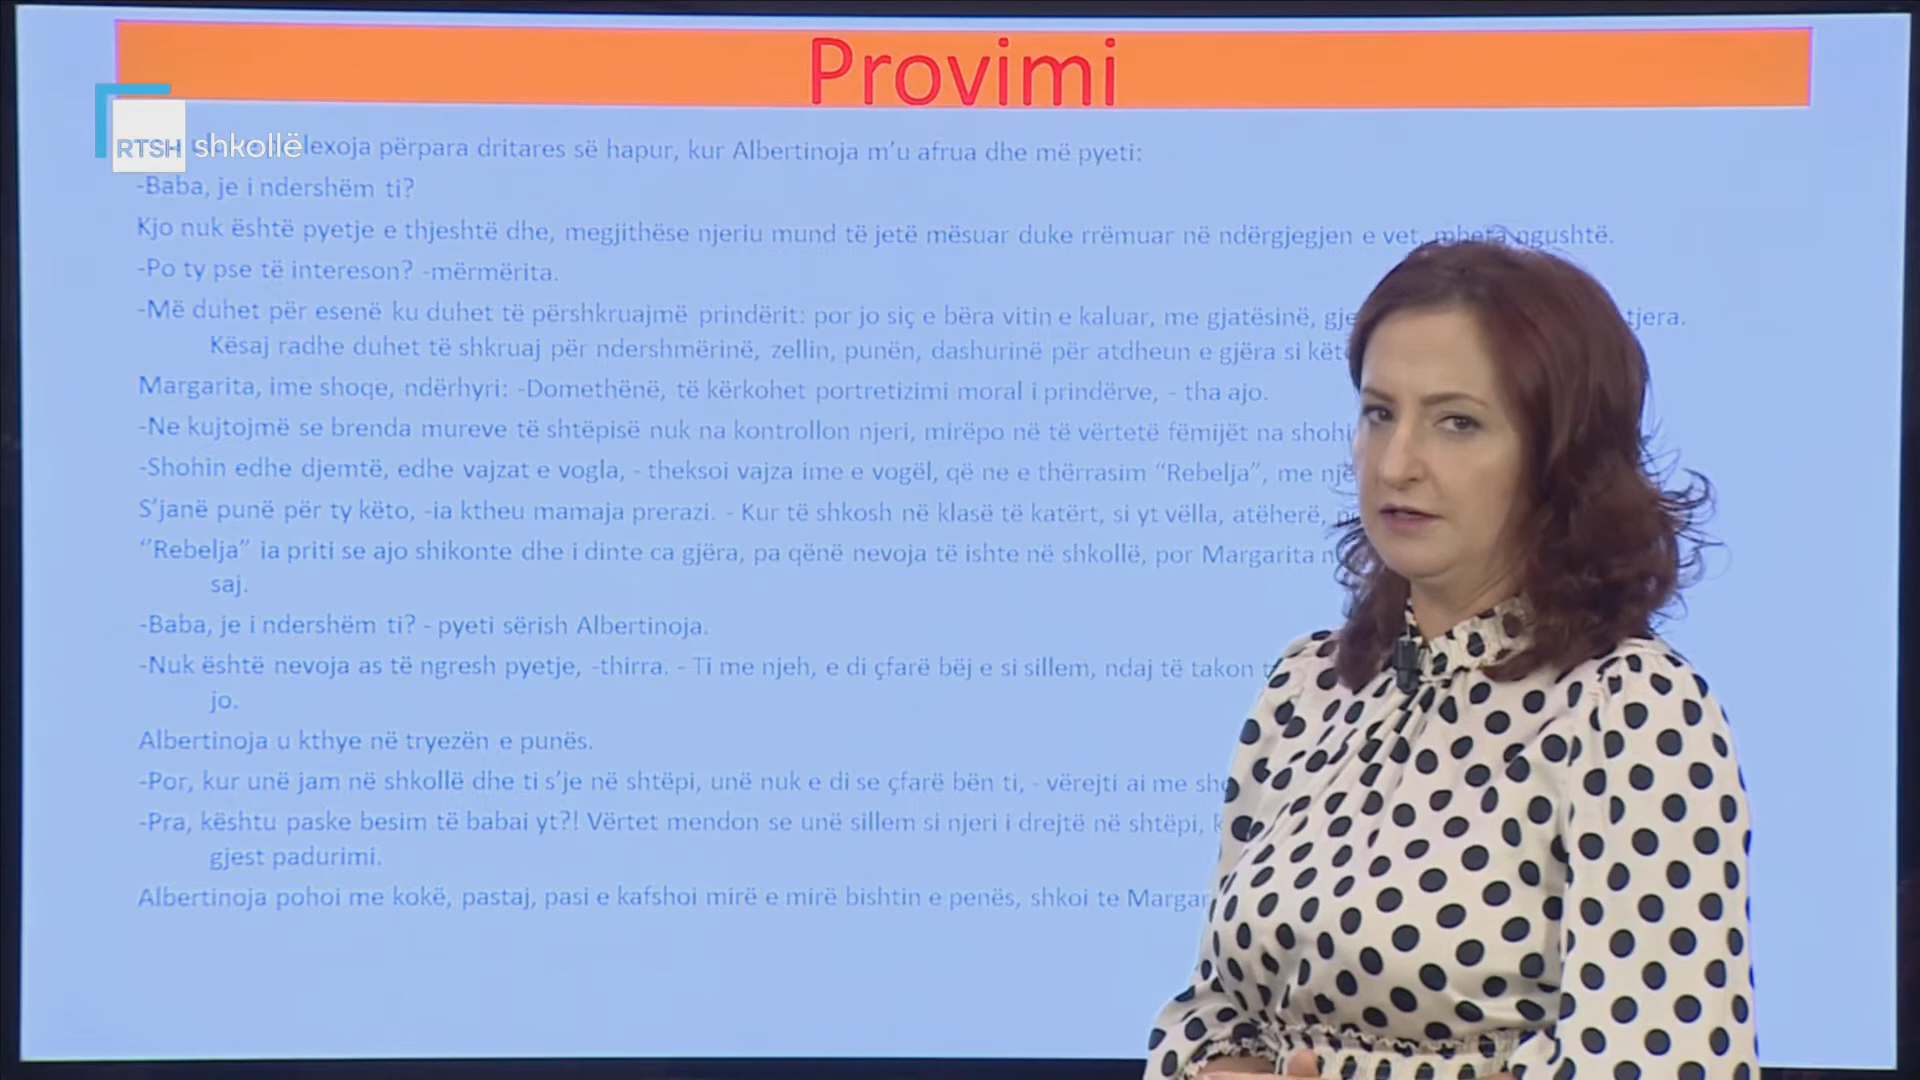 Provimi
RTSH shkollë
lexoja përpara dritares së hapur, kur Albertinoja m'u afrua dhe më pyeti:
-Baba, je i ndershëm ti?
Kjo nuk është pyetje e thjeshtë dhe, megjithëse njeriu mund të jetë mësuar duke rrëmuar në ndërgjegjen e vet, mbeta ngushtë.
-Po ty pse të intereson? -mërmërita.
-Më duhet për esenë ku duhet të përshkruajmë prindërit: por jo siç e bëra vitin e kaluar, me gjatësinë, tjera.
Kësaj radhe duhet të shkruaj për ndershmërinë, zellin, punën, dashurinë për atdheun e gjëra si
Margarita, ime shoqe, ndërhyri: -Domethënë, të kërkohet portretizimi moral i prindërve, - tha ajo.
-Ne kujtojmë se brenda mureve të shtëpisë nuk na kontrollon njeri, mirëpo në të vërtetë fëmijët na
-Shohin edhe djemtë, edhe vajzat e vogla, - theksoi vajza ime e vogël, që ne e thërrasim “Rebelja”, me
S'janë punë për ty këto, -ia ktheu mamaja prerazi. - Kur të shkosh në klasë të katërt, si yt vëlla, atëherë,
“Rebelja” ia priti se ajo shikonte dhe i dinte ca gjëra, pa qënë nevoja të ishte në shkollë, por Margarita
saj.
-Baba, je i ndershëm ti? - pyeti sërish Albertinoja.
-Nuk është nevoja as të ngresh pyetje, -thirra. - Ti me njeh, e di çfarë bëj e si sillem, ndaj të takon
jo.
Albertinoja u kthye në tryezën e punës.
-Por, kur unë jam në shkollë dhe ti s'je në shtëpi, unë nuk e di se çfarë bën ti, - vërejti ai me
-Pra, kështu paske besim të babai yt?! Vërtet mendon se unë sillem si njeri i drejtë në shtëpi,
gjest padurimi.
Albertinoja pohoi me kokë, pastaj, pasi e kafshoi mirë e mirë bishtin e penës, shkoi te